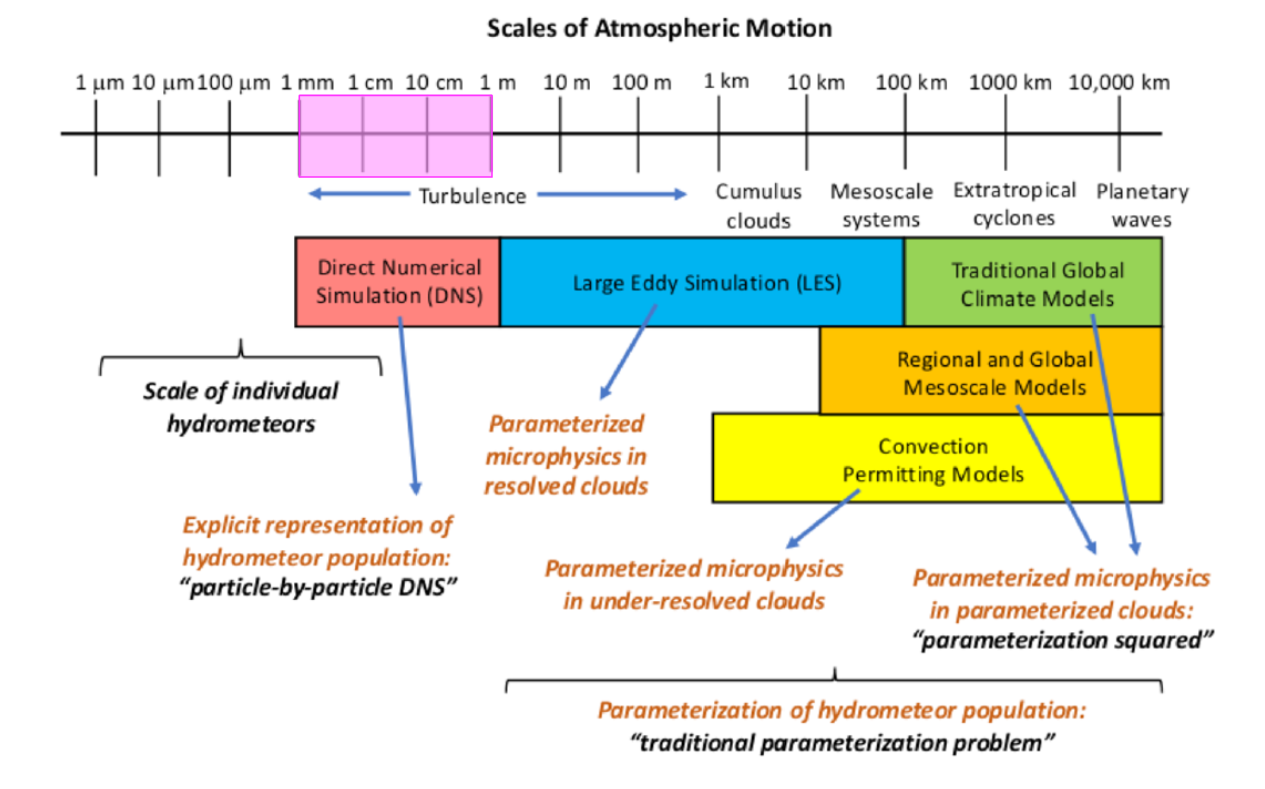 Scales of Atmospheric Motion
1 μm 10 μm 100 μm 1 mm 1 cm 10 cm 1 m 10 m 100 m 1 km 10 km 100 km 1000 km 10,000 km
Turbulence
Cumulus
clouds
Mesoscale
systems
Extratropical
cyclones
Planetary
waves
Direct Numerical
Simulation (DNS)
Large Eddy Simulation (LES)
Traditional Global
Climate Models
Regional and Global
Mesoscale Models
Convection
Permitting Models
Scale of individual
hydrometeors
Parameterized
microphysics in
resolved clouds
Explicit representation of
hydrometeor population:
“particle-by-particle DNS”
Parameterized microphysics
in under-resolved clouds
Parameterized microphysics
in parameterized clouds:
“parameterization squared”
Parameterization of hydrometeor population:
“traditional parameterization problem”